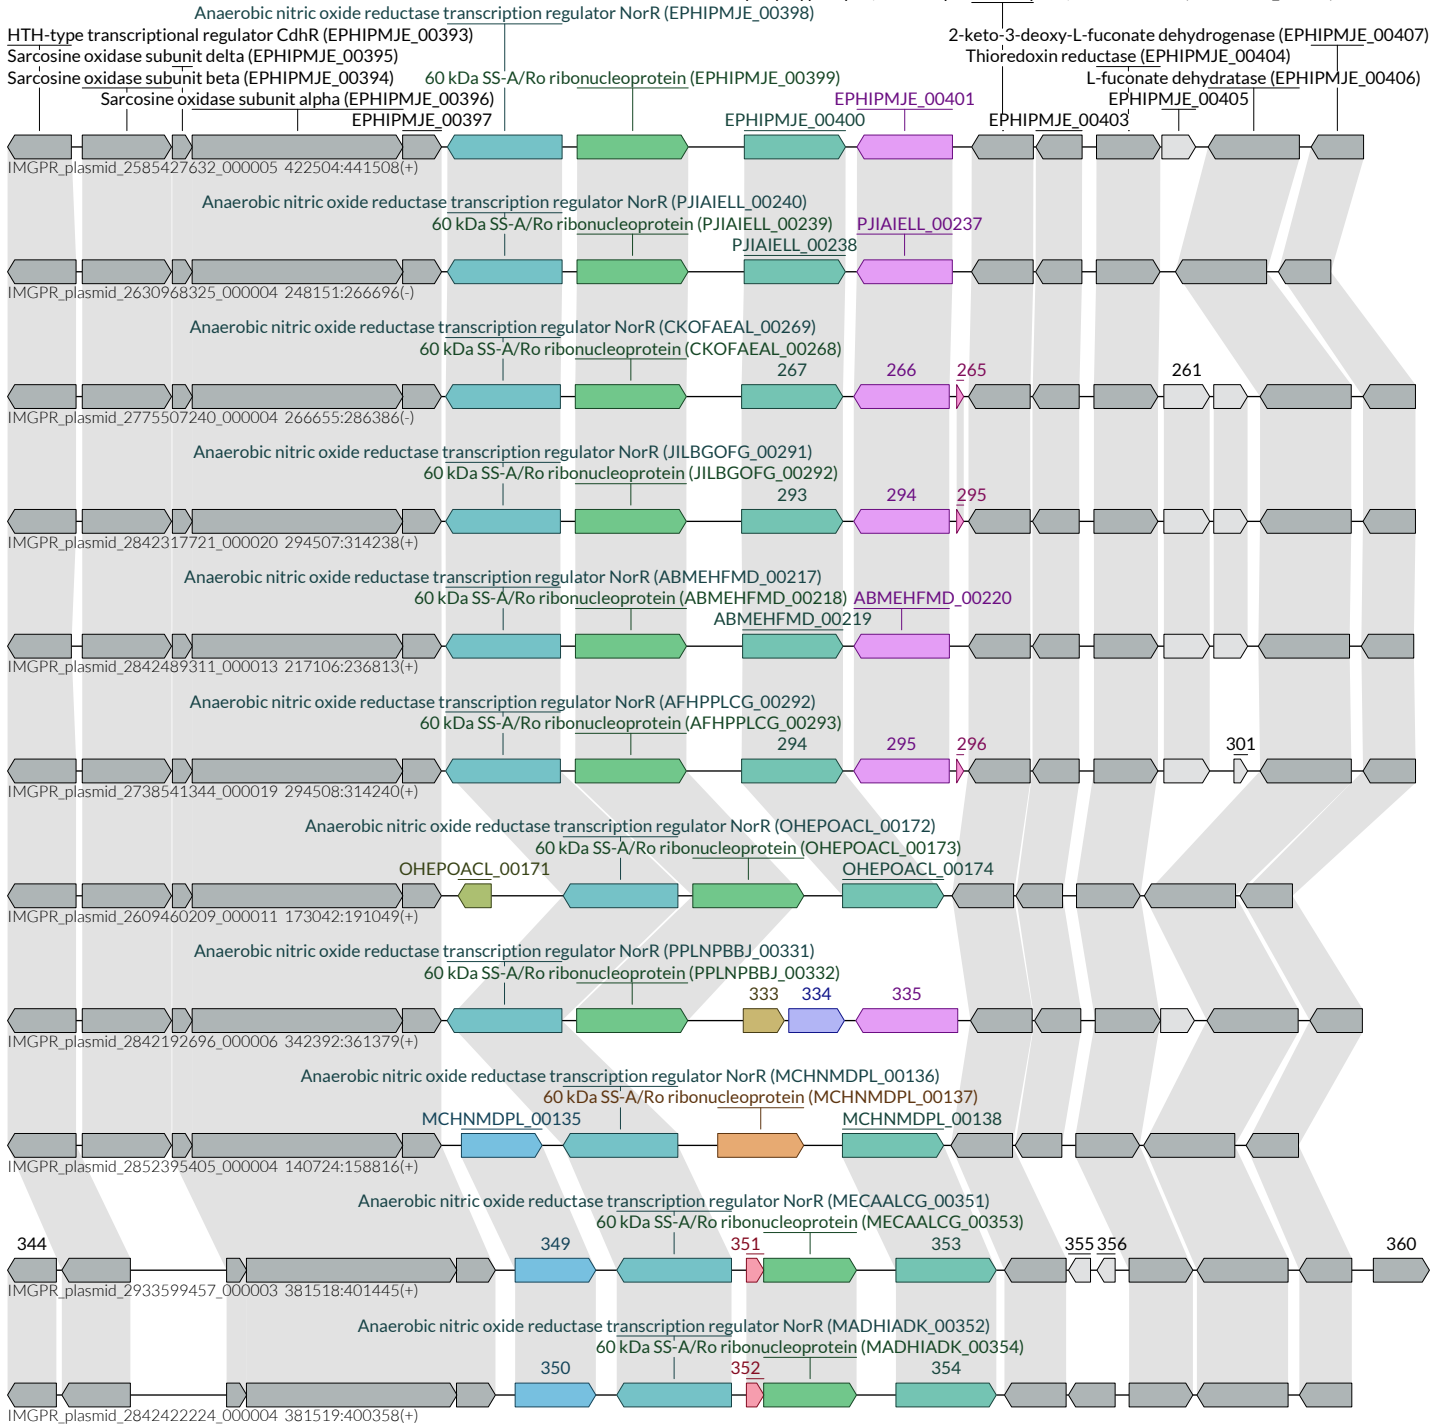 Anaerobic nitric oxide reductase transcription regulator NorR (EPHIPMJE_00398)
HTH-type transcriptional regulator CdhR (EPHIPMJE_00393)
2-keto-3-deoxy-L-fuconate dehydrogenase (EPHIPMJE_00407)
Sarcosine oxidase subunit delta (EPHIPMJE_00395)
Thioredoxin reductase (EPHIPMJE_00404)
Sarcosine oxidase subunit beta (EPHIPMJE_00394)
60 kDa SS-A/Ro ribonucleoprotein (EPHIPMJE_00399)
L-fuconate dehydratase (EPHIPMJE_00406)
Sarcosine oxidase subunit alpha (EPHIPMJE_00396)
EPHIPMJE_00401
EPHIPMJE_00405
EPHIPMJE_00397
EPHIPMJE_00400
EPHIPMJE_00403
IMGPR_plasmid_2585427632_000005 422504:441508(+)
Anaerobic nitric oxide reductase transcription regulator NorR (PJIAIELL_00240)
60 kDa SS-A/Ro ribonucleoprotein (PJIAIELL_00239)
PJIAIELL_00237
PJIAIELL_00238
IMGPR_plasmid_2630968325_000004 248151:266696(-)
Anaerobic nitric oxide reductase transcription regulator NorR (CKOFAEAL_00269)
60 kDa SS-A/Ro ribonucleoprotein (CKOFAEAL_00268)
267 266 265 261
IMGPR_plasmid_2775507240_000004 266655:286386(-)
Anaerobic nitric oxide reductase transcription regulator NorR (JILBGOFG_00291)
60 kDa SS-A/Ro ribonucleoprotein (JILBGOFG_00292)
293 294 295
IMGPR_plasmid_2842317721_000020 294507:314238(+)
Anaerobic nitric oxide reductase transcription regulator NorR (ABMEHFMD_00217)
60 kDa SS-A/Ro ribonucleoprotein (ABMEHFMD_00218)
ABMEHFMD_00220
ABMEHFMD_00219
IMGPR_plasmid_2842489311_000013 217106:236813(+)
Anaerobic nitric oxide reductase transcription regulator NorR (AFHPPLCG_00292)
60 kDa SS-A/Ro ribonucleoprotein (AFHPPLCG_00293)
294 295 296 301
IMGPR_plasmid_2738541344_000019 294508:314240(+)
Anaerobic nitric oxide reductase transcription regulator NorR (OHEPOACL_00172)
60 kDa SS-A/Ro ribonucleoprotein (OHEPOACL_00173)
OHEPOACL_00171
OHEPOACL_00174
IMGPR_plasmid_2609460209_000011 173042:191049(+)
Anaerobic nitric oxide reductase transcription regulator NorR (PPLNPBBJ_00331)
60 kDa SS-A/Ro ribonucleoprotein (PPLNPBBJ_00332)
333 334 335
IMGPR_plasmid_2842192696_000006 342392:361379(+)
Anaerobic nitric oxide reductase transcription regulator NorR (MCHNMDPL_00136)
60 kDa SS-A/Ro ribonucleoprotein (MCHNMDPL_00137)
MCHNMDPL_00135
MCHNMDPL_00138
IMGPR_plasmid_2852395405_000004 140724:158816(+)
Anaerobic nitric oxide reductase transcription regulator NorR (MECAALCG_00351)
60 kDa SS-A/Ro ribonucleoprotein (MECAALCG_00353)
344 349 351 353 355 356 360
IMGPR_plasmid_2933599457_000003 381518:401445(+)
Anaerobic nitric oxide reductase transcription regulator NorR (MADHIADK_00352)
60 kDa SS-A/Ro ribonucleoprotein (MADHIADK_00354)
350 352 354
IMGPR_plasmid_2842422224_000004 381519:400358(+)